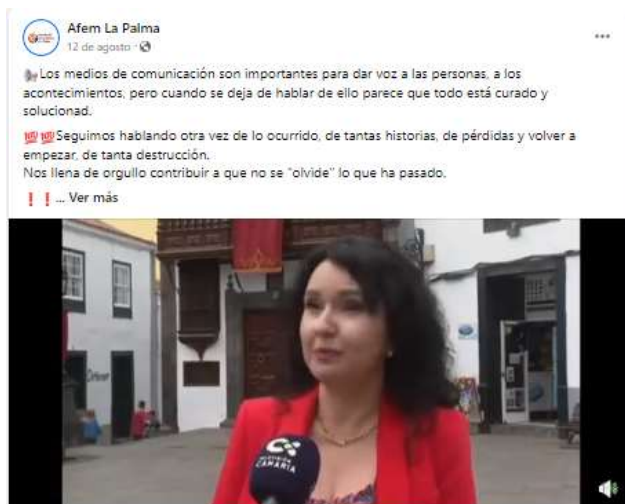 Afem La Palma
12 de agosto
Los medios de comunicación son importantes para dar voz a las personas, a los
acontecimientos, pero cuando se deja de hablar de ello parece que todo está curado y
solucionad.
💯💯Seguimos hablando otra vez de lo ocurrido, de tantas historias, de pérdidas y volver a
empezar, de tanta destrucción.
Nos llena de orgullo contribuir a que no se "olvide" lo que ha pasado.
❗❗... Ver más
TELEVISIÓN
CANARIA